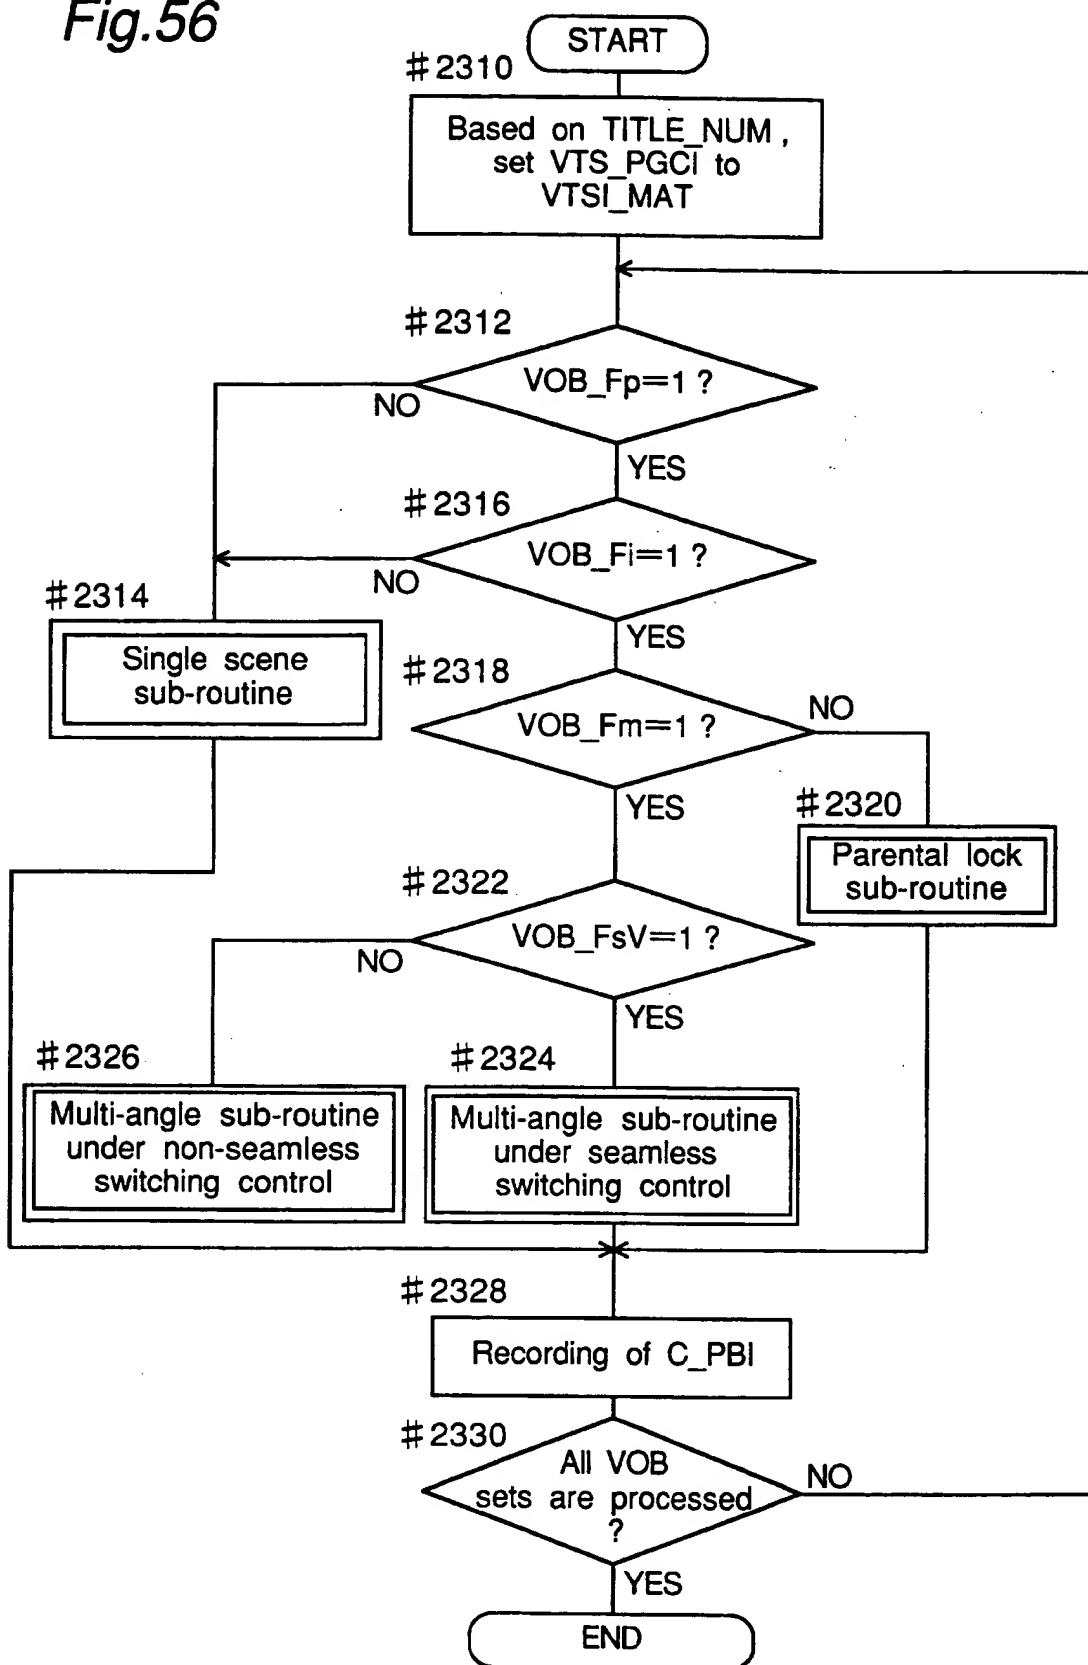 Fig.56
START
#2310
Based on TITLE_NUM,
set VTS_PGCI to
VTSI_MAT
#2312
VOB_Fp=1 ?
NO
YES
#2316
VOB_Fi=1 ?
NO
YES
#2314
Single scene
sub-routine
#2318
VOB_Fm=1 ?
NO
YES
#2320
Parental lock
sub-routine
#2322
VOB_FsV=1 ?
NO
YES
#2326
Multi-angle sub-routine
under non-seamless
switching control
#2324
Multi-angle sub-routine
under seamless
switching control
#2328
Recording of C_PBI
#2330
All VOB
sets are processed
?
NO
YES
END